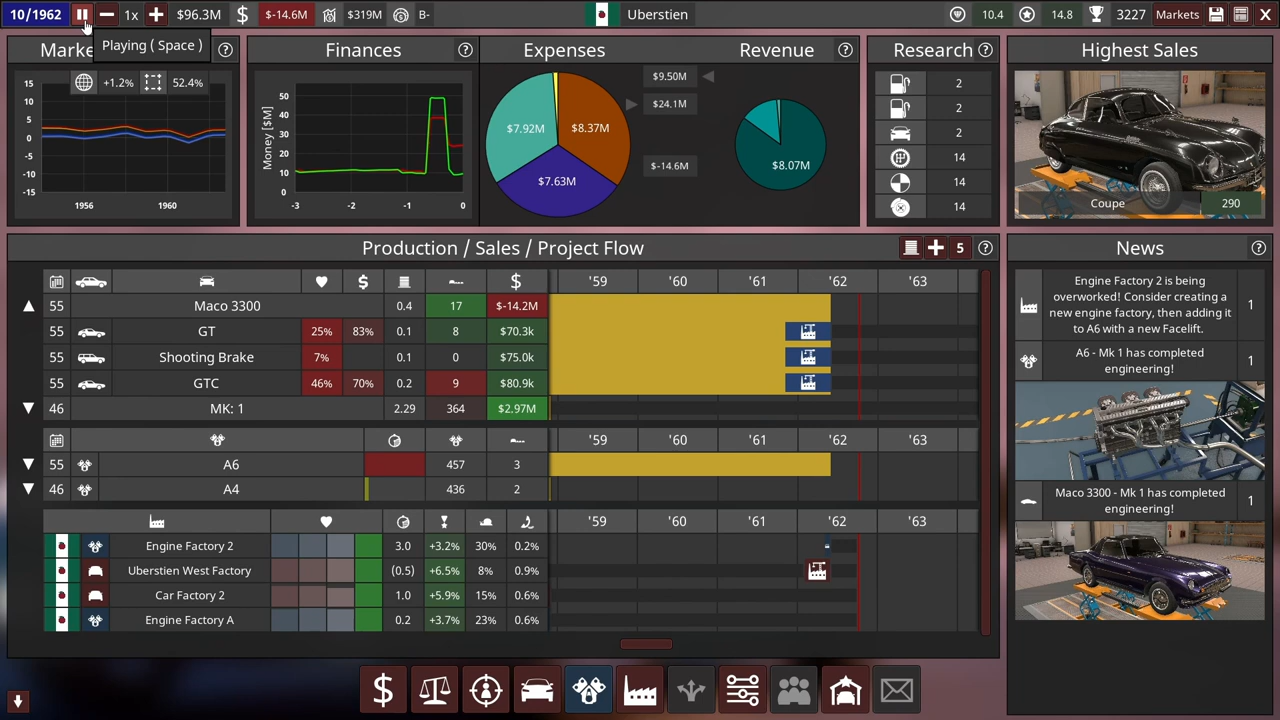 10/1962 1x $96.3M $-14.6M $319M B- Uberstien 10.4 14.8 3227 Markets
Playing ( Space )
Marke
+1.2% 52.4%
15
10
5
0
-5
-10
-15
1956 1960
Finances
Money [$M]
50
40
30
20
10
0
-3 -2 -1 0
Expenses Revenue
$7.92M $8.37M $7.63M
$9.50M
$24.1M
$-14.6M
$8.07M
Research
2
2
2
14
14
14
Highest Sales
Coupe 290
Production / Sales / Project Flow 5
$ $ '59 '60 '61 '62 '63
55 Maco 3300 0.4 17 $-14.2M
55 GT 25% 83% 0.1 8 $70.3k
55 Shooting Brake 7% 0.1 0 $75.0k
55 GTC 46% 70% 0.2 9 $80.9k
46 MK: 1 2.29 364 $2.97M
'59 '60 '61 '62 '63
55 A6 457 3
46 A4 436 2
'59 '60 '61 '62 '63
Engine Factory 2 3.0 +3.2% 30% 0.2%
Uberstien West Factory (0.5) +6.5% 8% 0.9%
Car Factory 2 1.0 +5.9% 15% 0.6%
Engine Factory A 0.2 +3.7% 23% 0.6%
News
Engine Factory 2 is being
overworked! Consider creating a
new engine factory, then adding it
to A6 with a new Facelift.
1
A6 - Mk 1 has completed
engineering!
1
Maco 3300 - Mk 1 has completed
engineering!
1